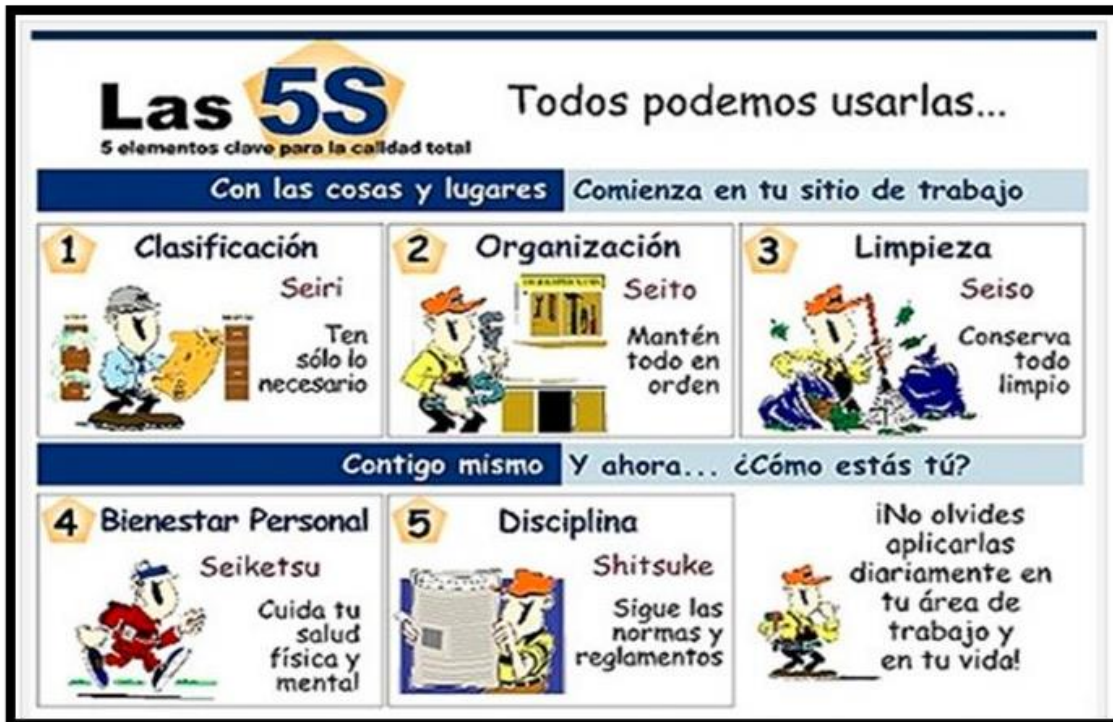 Las 5S
5 elementos clave para la calidad total
Todos podemos usarlas...
Con las cosas y lugares
Comienza en tu sitio de trabajo
1 Clasificación
Seiri
Ten
sólo lo
necesario
2 Organización
Seito
Mantén
todo en
orden
3 Limpieza
Seiso
Conserva
todo
limpio
Contigo mismo
Y ahora... ¿Cómo estás tú?
4 Bienestar Personal
Seiketsu
Cuida tu
salud
física y
mental
5 Disciplina
Shitsuke
Sigue las
normas y
reglamentos
¡No olvides
aplicarlas
diariamente en
tu área de
trabajo y
en tu vida!